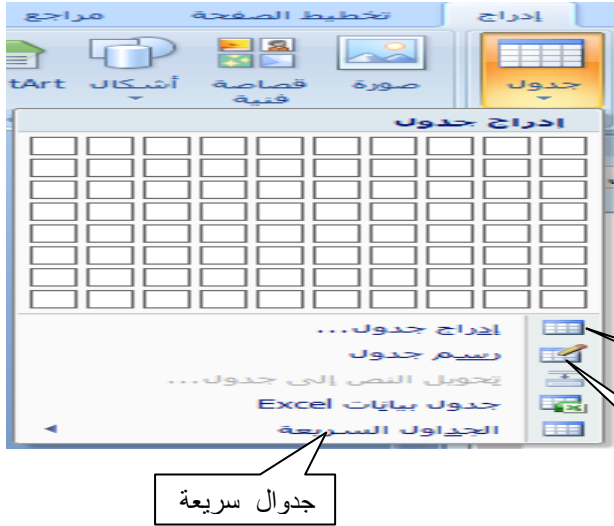 إدراج تخطيط الصفحة مراجع
جدول صورة قصاصة فنية أشكال tArt
إدراج جدول
إدراج جدول...
رسم جدول
تحويل النص إلى جدول...
جدول بيانات Excel
الجداول السريعة
جدوال سريعة